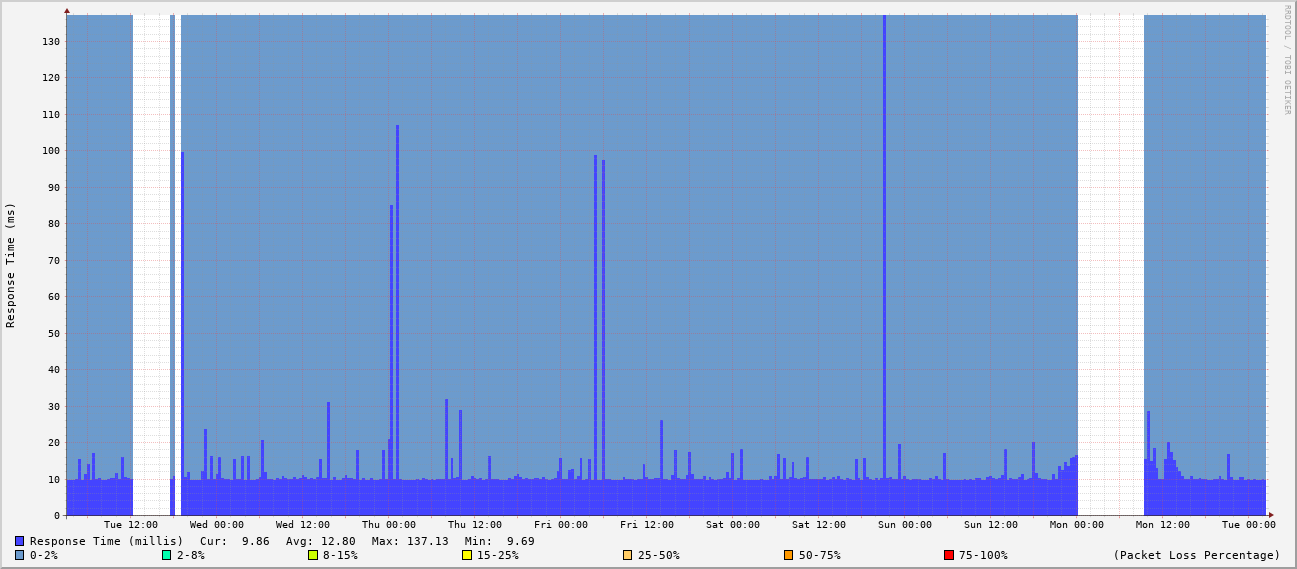 RRDTOOL / TOBI OETIKER
130
120
110
100
90
80
70
60
50
40
30
20
10
0
Response Time (ms)
Tue 12:00 Wed 00:00 Wed 12:00 Thu 00:00 Thu 12:00 Fri 00:00 Fri 12:00 Sat 00:00 Sat 12:00 Sun 00:00 Sun 12:00 Mon 00:00 Mon 12:00 Tue 00:00
Response Time (millis) Cur: 9.86 Avg: 12.80 Max: 137.13 Min: 9.69
0-2% 2-8% 8-15% 15-25% 25-50% 50-75% 75-100% (Packet Loss Percentage)